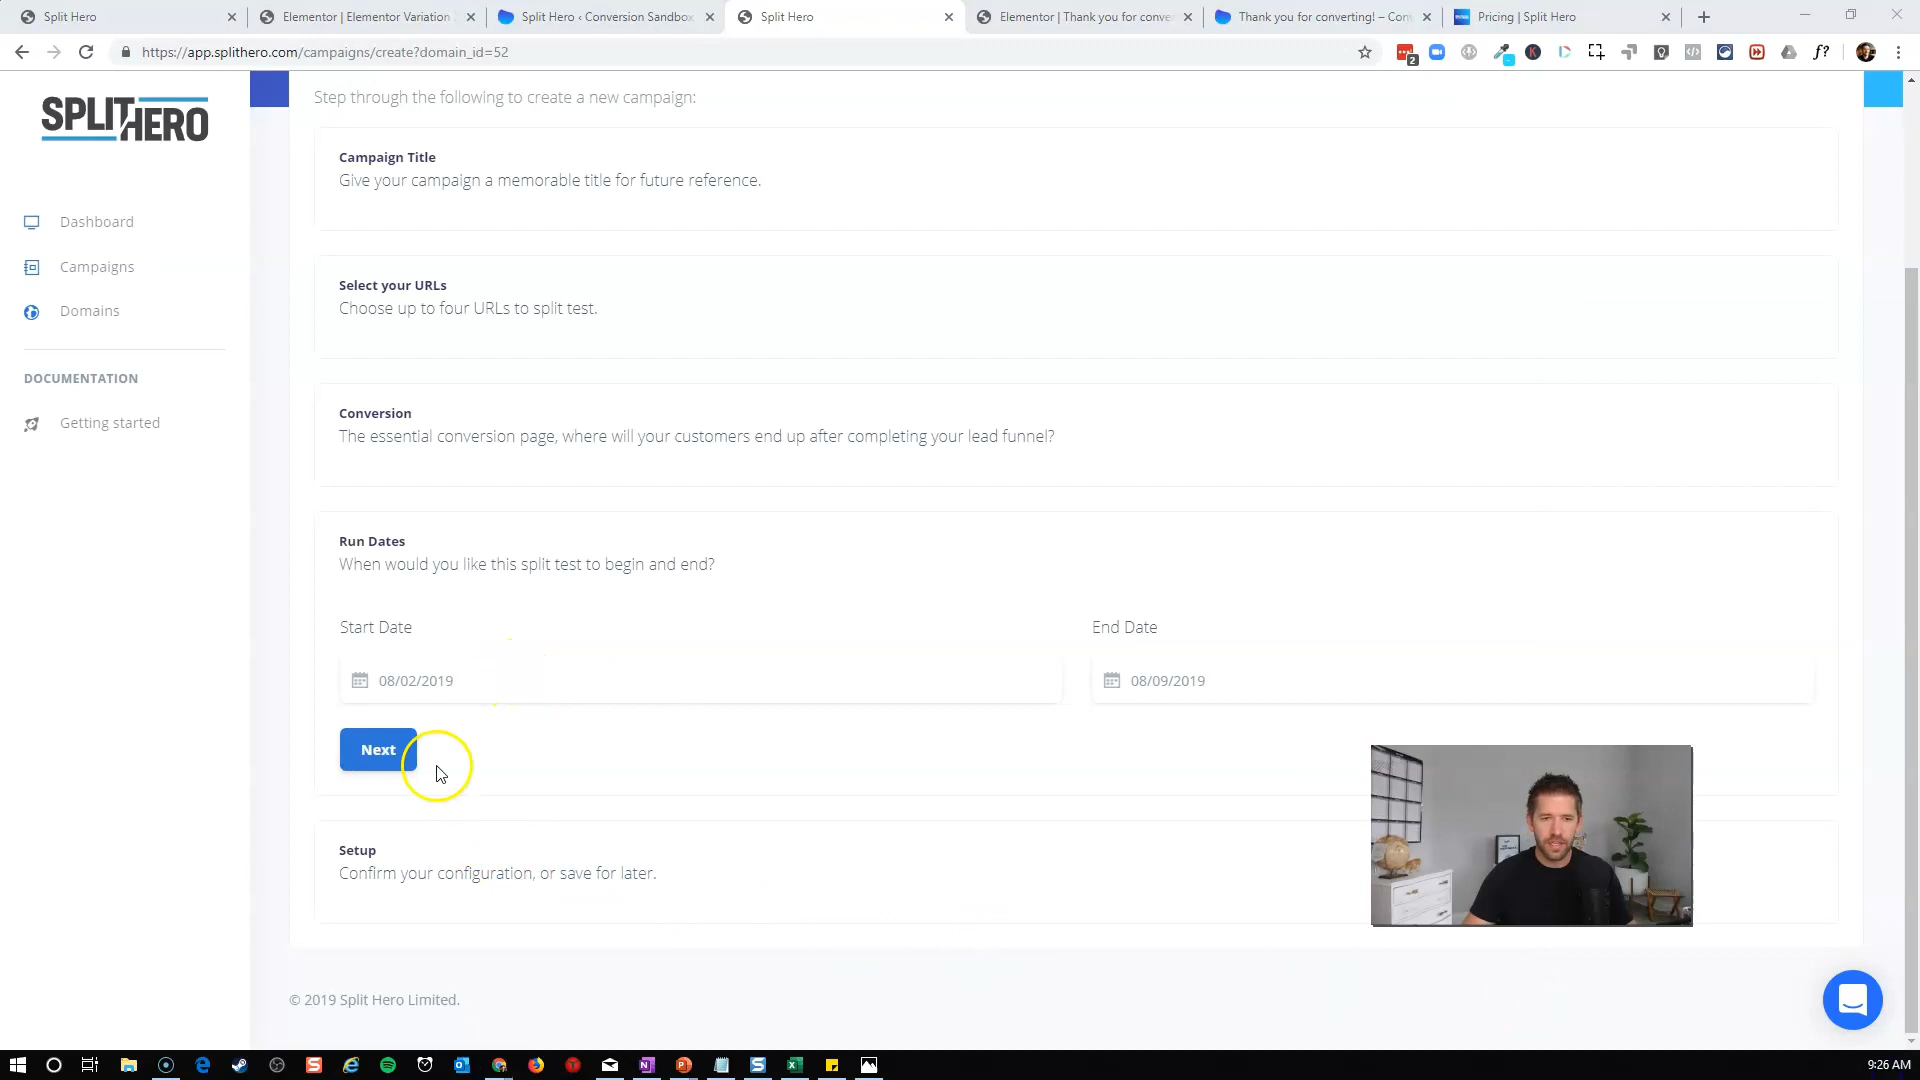 Split Hero
Elementor | Elementor Variation
Split Hero ‹ Conversion Sandbox
Split Hero
Elementor | Thank you for conve
Thank you for converting! – Con
Pricing | Split Hero
https://app.splithero.com/campaigns/create?domain_id=52
2
K
f?
SPLIT HERO
Dashboard
Campaigns
Domains
DOCUMENTATION
Getting started
Step through the following to create a new campaign:
Campaign Title
Give your campaign a memorable title for future reference.
Select your URLs
Choose up to four URLs to split test.
Conversion
The essential conversion page, where will your customers end up after completing your lead funnel?
Run Dates
When would you like this split test to begin and end?
Start Date
End Date
08/02/2019
08/09/2019
Next
Setup
Confirm your configuration, or save for later.
© 2019 Split Hero Limited.
9:26 AM